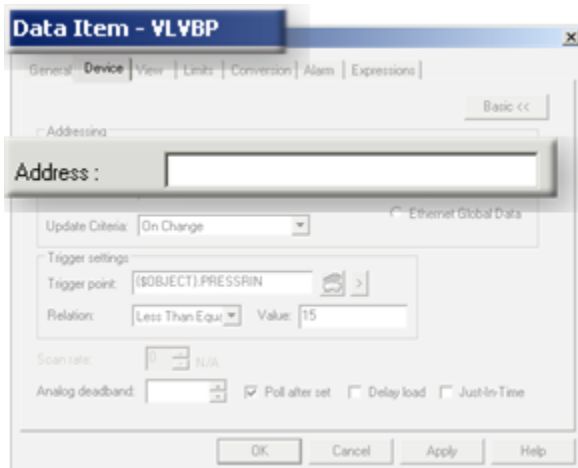 Data Item - VLVBP
General Device View Limits Conversion Alarm Expressions
Basic <<
Addressing
Address :
Ethernet Global Data
Update Criteria: On Change
Trigger settings
Trigger point: {$OBJECT}.PRESSRIN >
Relation: Less Than Equa Value: 15
Scan rate: 0 N/A
Analog deadband: Poll after set Delay load Just-In-Time
OK Cancel Apply Help